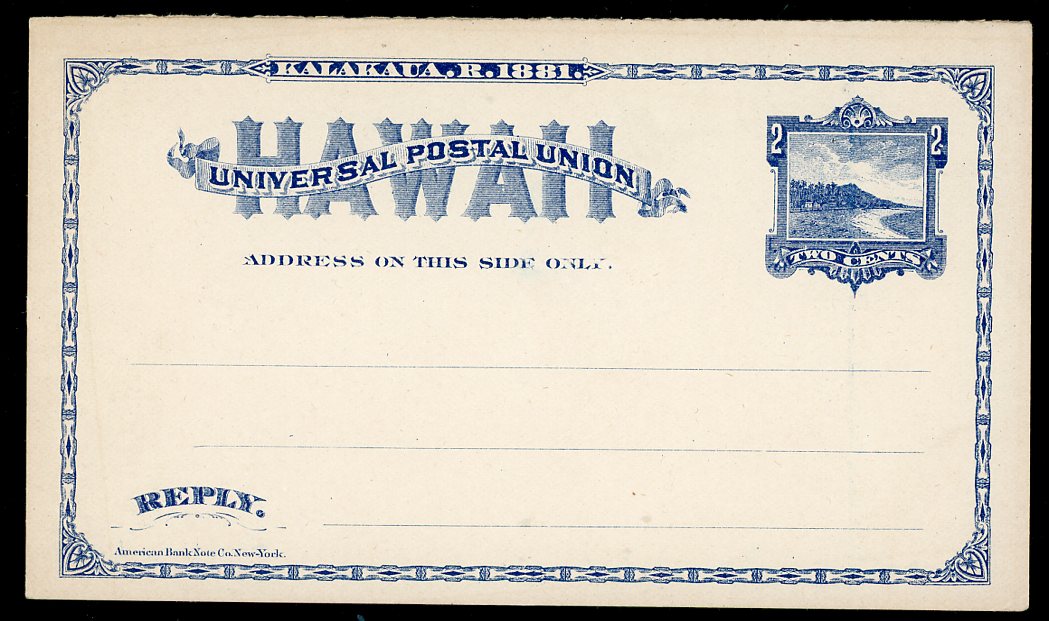 KALAKAUA. R. 1881.
HAWAII
UNIVERSAL POSTAL UNION
2 2
TWO CENTS
ADDRESS ON THIS SIDE ONLY.
REPLY.
American Bank Note Co. New-York.